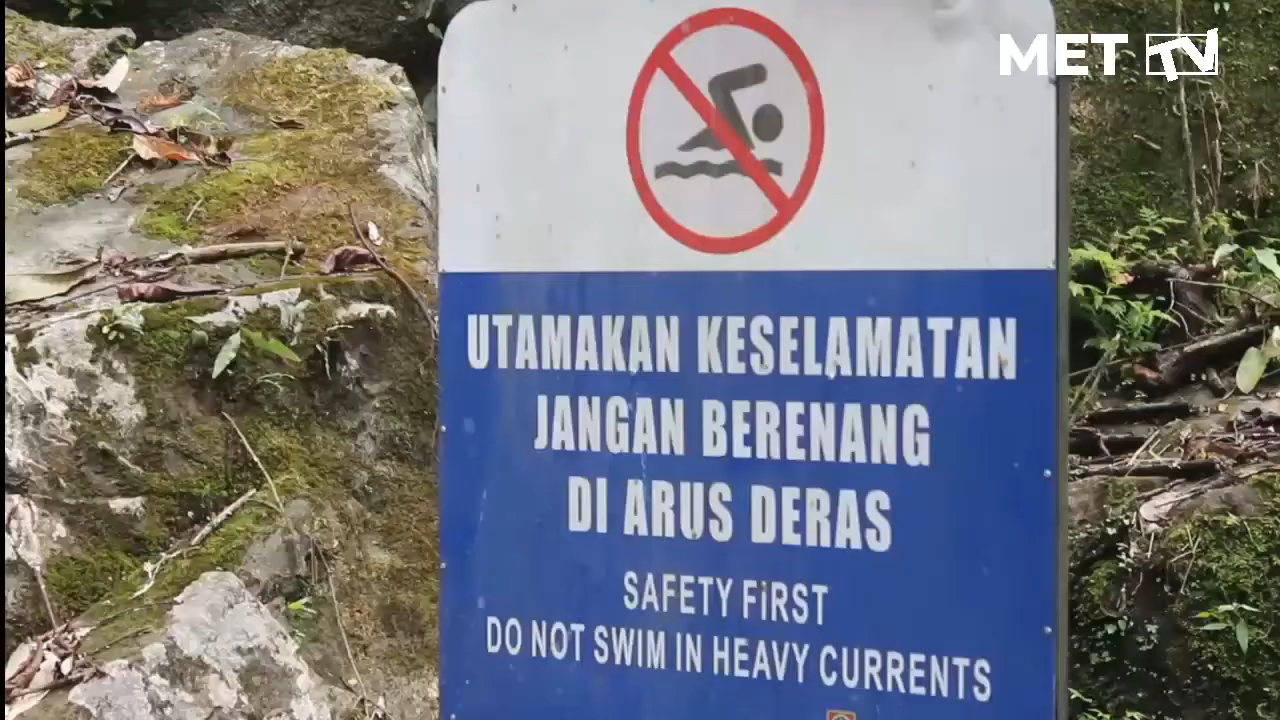 MET TV
UTAMAKAN KESELAMATAN
JANGAN BERENANG
DI ARUS DERAS
SAFETY FIRST
DO NOT SWIM IN HEAVY CURRENTS